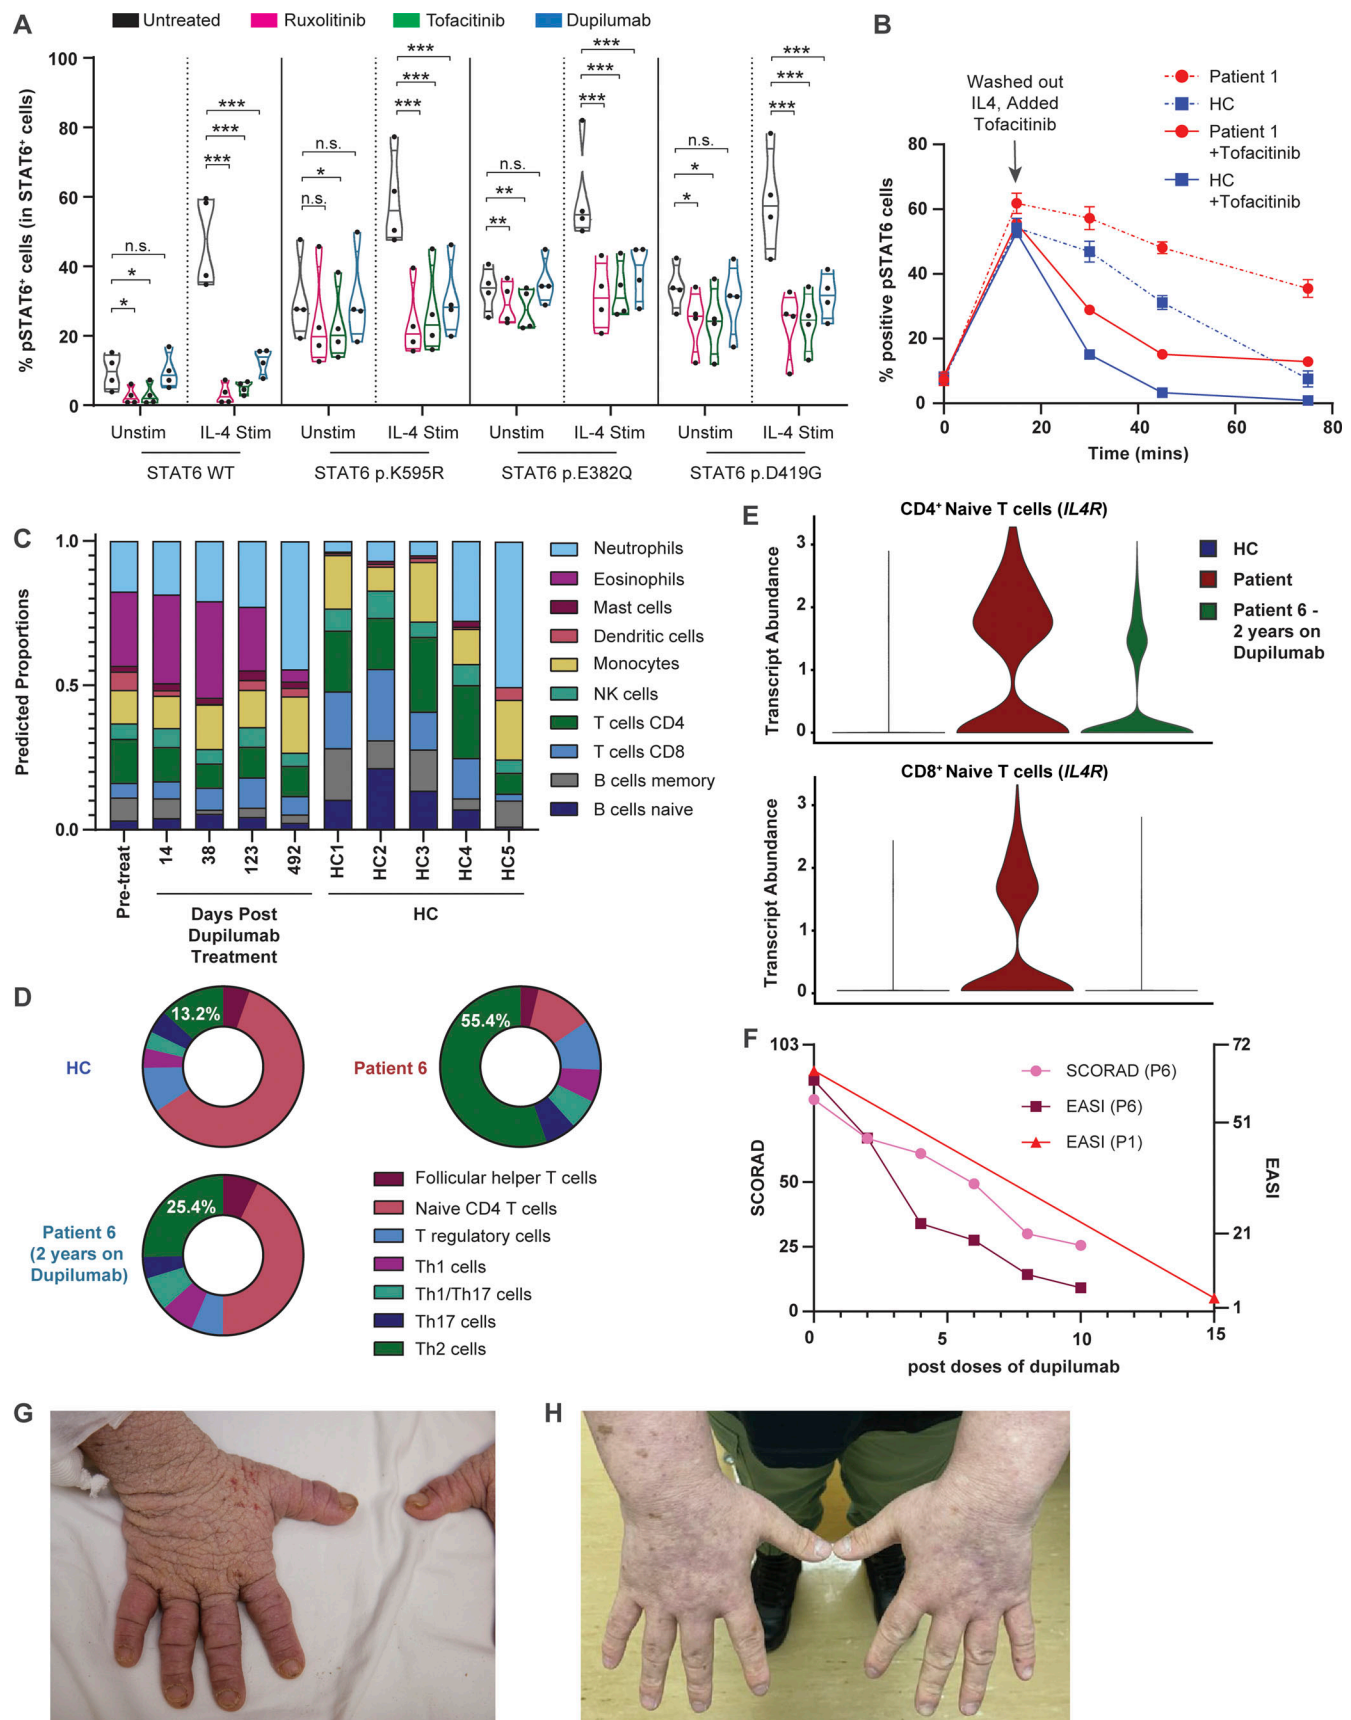 A
Untreated Ruxolitinib Tofacitinib Dupilumab
% pSTAT6⁺ cells (in STAT6⁺ cells)
100
80
60
40
20
0
n.s.
*
*
***
***
***
n.s.
*
n.s.
***
***
***
n.s.
**
**
***
***
***
n.s.
*
*
***
***
***
Unstim IL-4 Stim Unstim IL-4 Stim Unstim IL-4 Stim Unstim IL-4 Stim
STAT6 WT STAT6 p.K595R STAT6 p.E382Q STAT6 p.D419G
B
Washed out
IL4, Added
Tofacitinib
Patient 1
HC
Patient 1
+Tofacitinib
HC
+Tofacitinib
% positive pSTAT6 cells
80
60
40
20
0
0 20 40 60 80
Time (mins)
C
Predicted Proportions
1.0
0.5
0.0
Neutrophils
Eosinophils
Mast cells
Dendritic cells
Monocytes
NK cells
T cells CD4
T cells CD8
B cells memory
B cells naive
Pre-treat 14 38 123 492 HC1 HC2 HC3 HC4 HC5
Days Post
Dupilumab
Treatment
HC
D
13.2%
HC
55.4%
Patient 6
25.4%
Patient 6
(2 years on
Dupilumab)
Follicular helper T cells
Naive CD4 T cells
T regulatory cells
Th1 cells
Th1/Th17 cells
Th17 cells
Th2 cells
E
CD4⁺ Naive T cells (IL4R)
Transcript Abundance
3
2
1
0
HC
Patient
Patient 6 -
2 years on
Dupilumab
CD8⁺ Naive T cells (IL4R)
Transcript Abundance
3
2
1
0
F
SCORAD
103
50
25
0
SCORAD (P6)
EASI (P6)
EASI (P1)
72
51
21
1
EASI
0 5 10 15
post doses of dupilumab
G
H